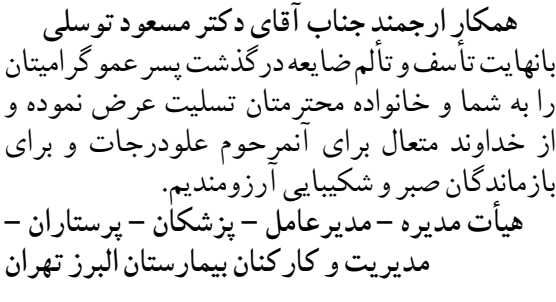 همکار ارجمند جناب آقای دکتر مسعود توسلی
بانهایت تأسف و تألم ضایعه درگذشت پسر عمو گرامیتان
را به شما و خانواده محترمتان تسلیت عرض نموده و
از خداوند متعال برای آنمرحوم علودرجات و برای
بازماندگان صبر و شکیبایی آرزومندیم.
هیأت مدیره – مدیرعامل – پزشکان – پرستاران –
مدیریت و کارکنان بیمارستان البرز تهران